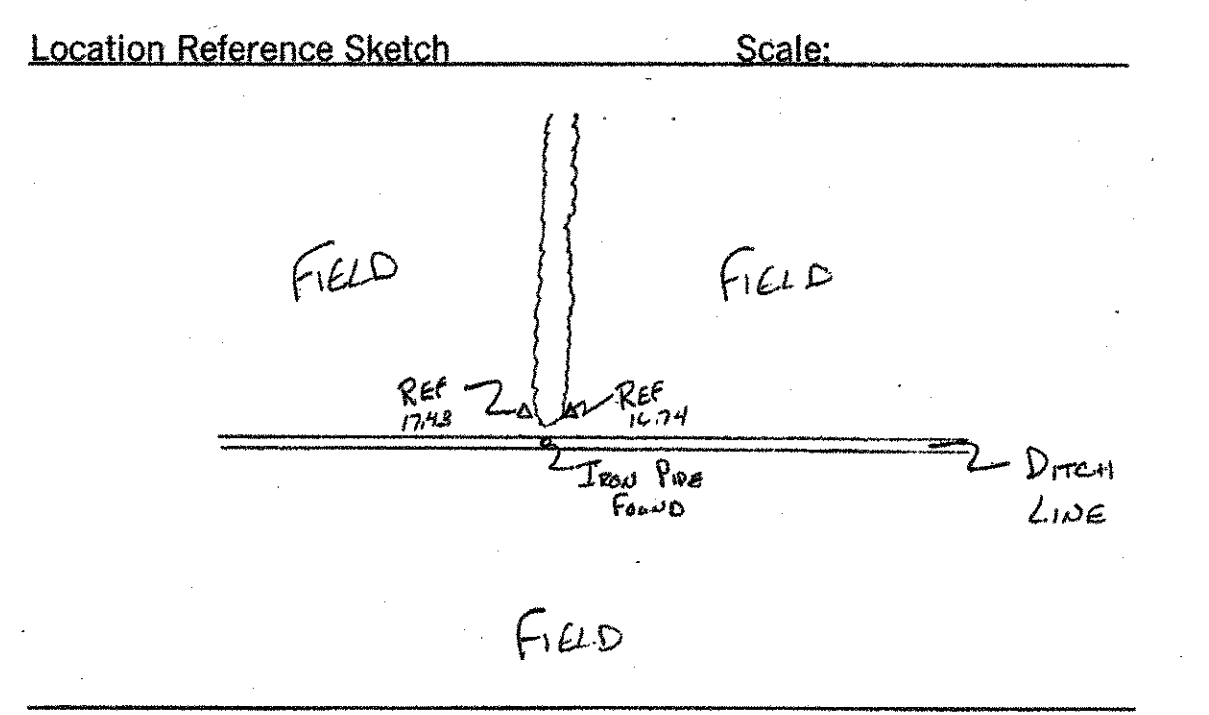 Location Reference Sketch Scale:
FIELD
FIELD
REF
17.43
REF
16.74
IRON PIPE
FOUND
DITCH
LINE
FIELD